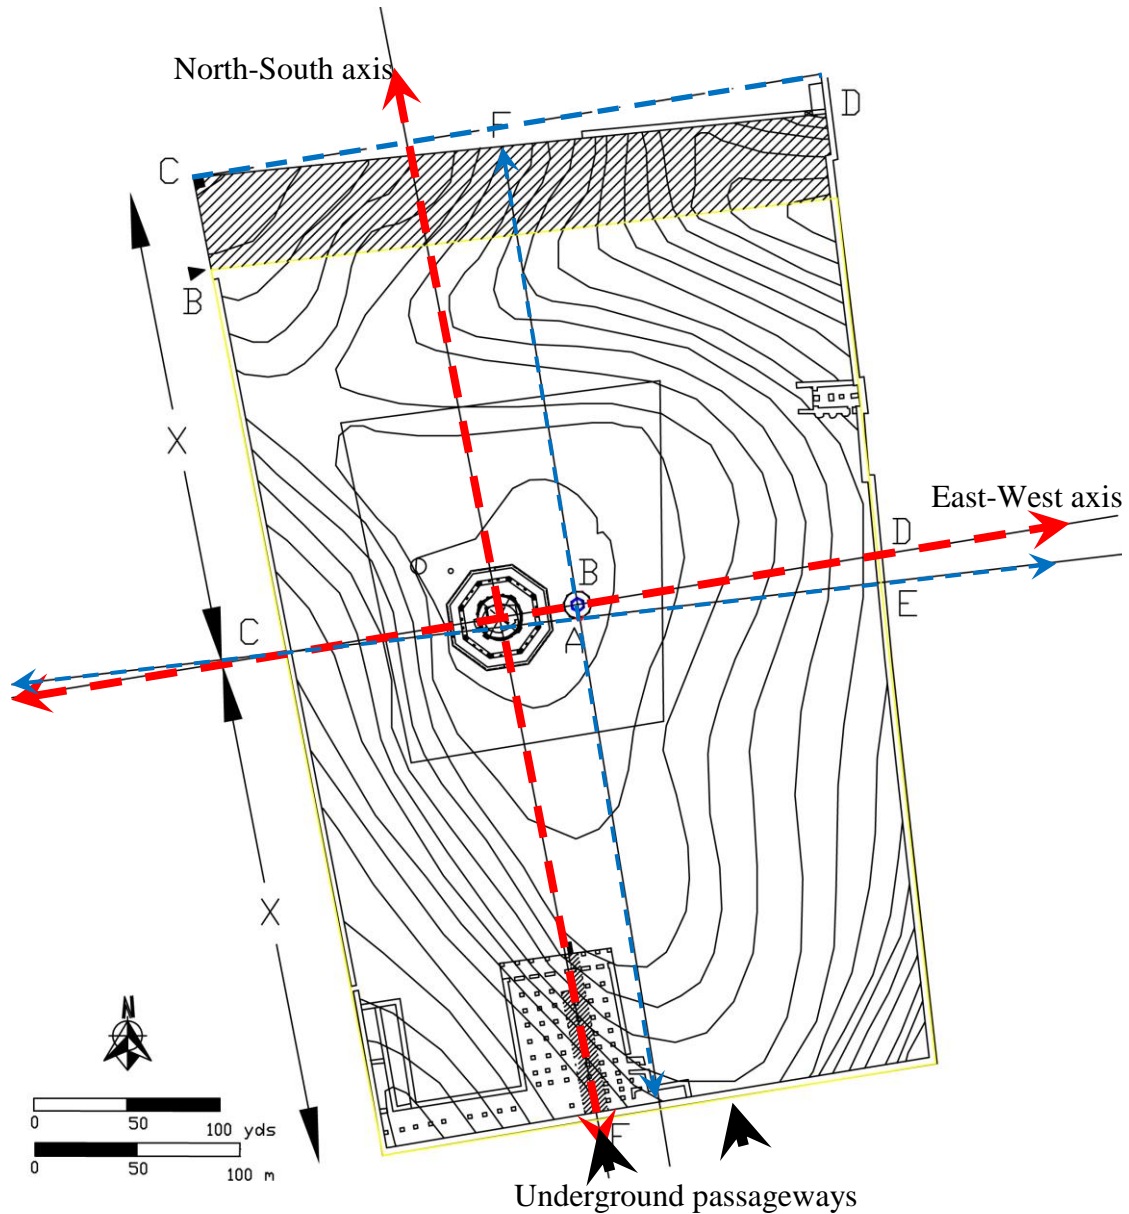 North-South axis
F
D
C
B
X
East-West axis
D
B
E
C
A
X
N
0 50 100 yds
0 50 100 m
F
Underground passageways